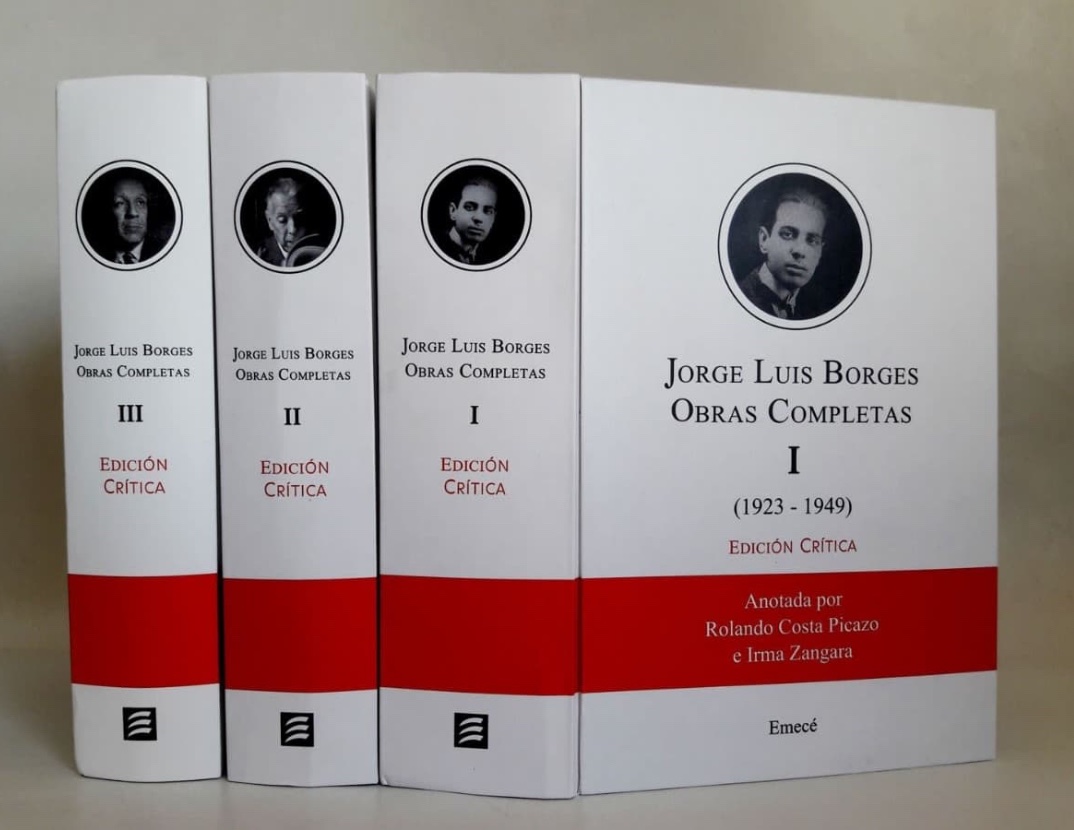 JORGE LUIS BORGES
OBRAS COMPLETAS
III
EDICIÓN
CRÍTICA
JORGE LUIS BORGES
OBRAS COMPLETAS
II
EDICIÓN
CRÍTICA
JORGE LUIS BORGES
OBRAS COMPLETAS
I
EDICIÓN
CRÍTICA
JORGE LUIS BORGES
OBRAS COMPLETAS
I
(1923 - 1949)
EDICIÓN CRÍTICA
Anotada por
Rolando Costa Picazo
e Irma Zangara
Emecé